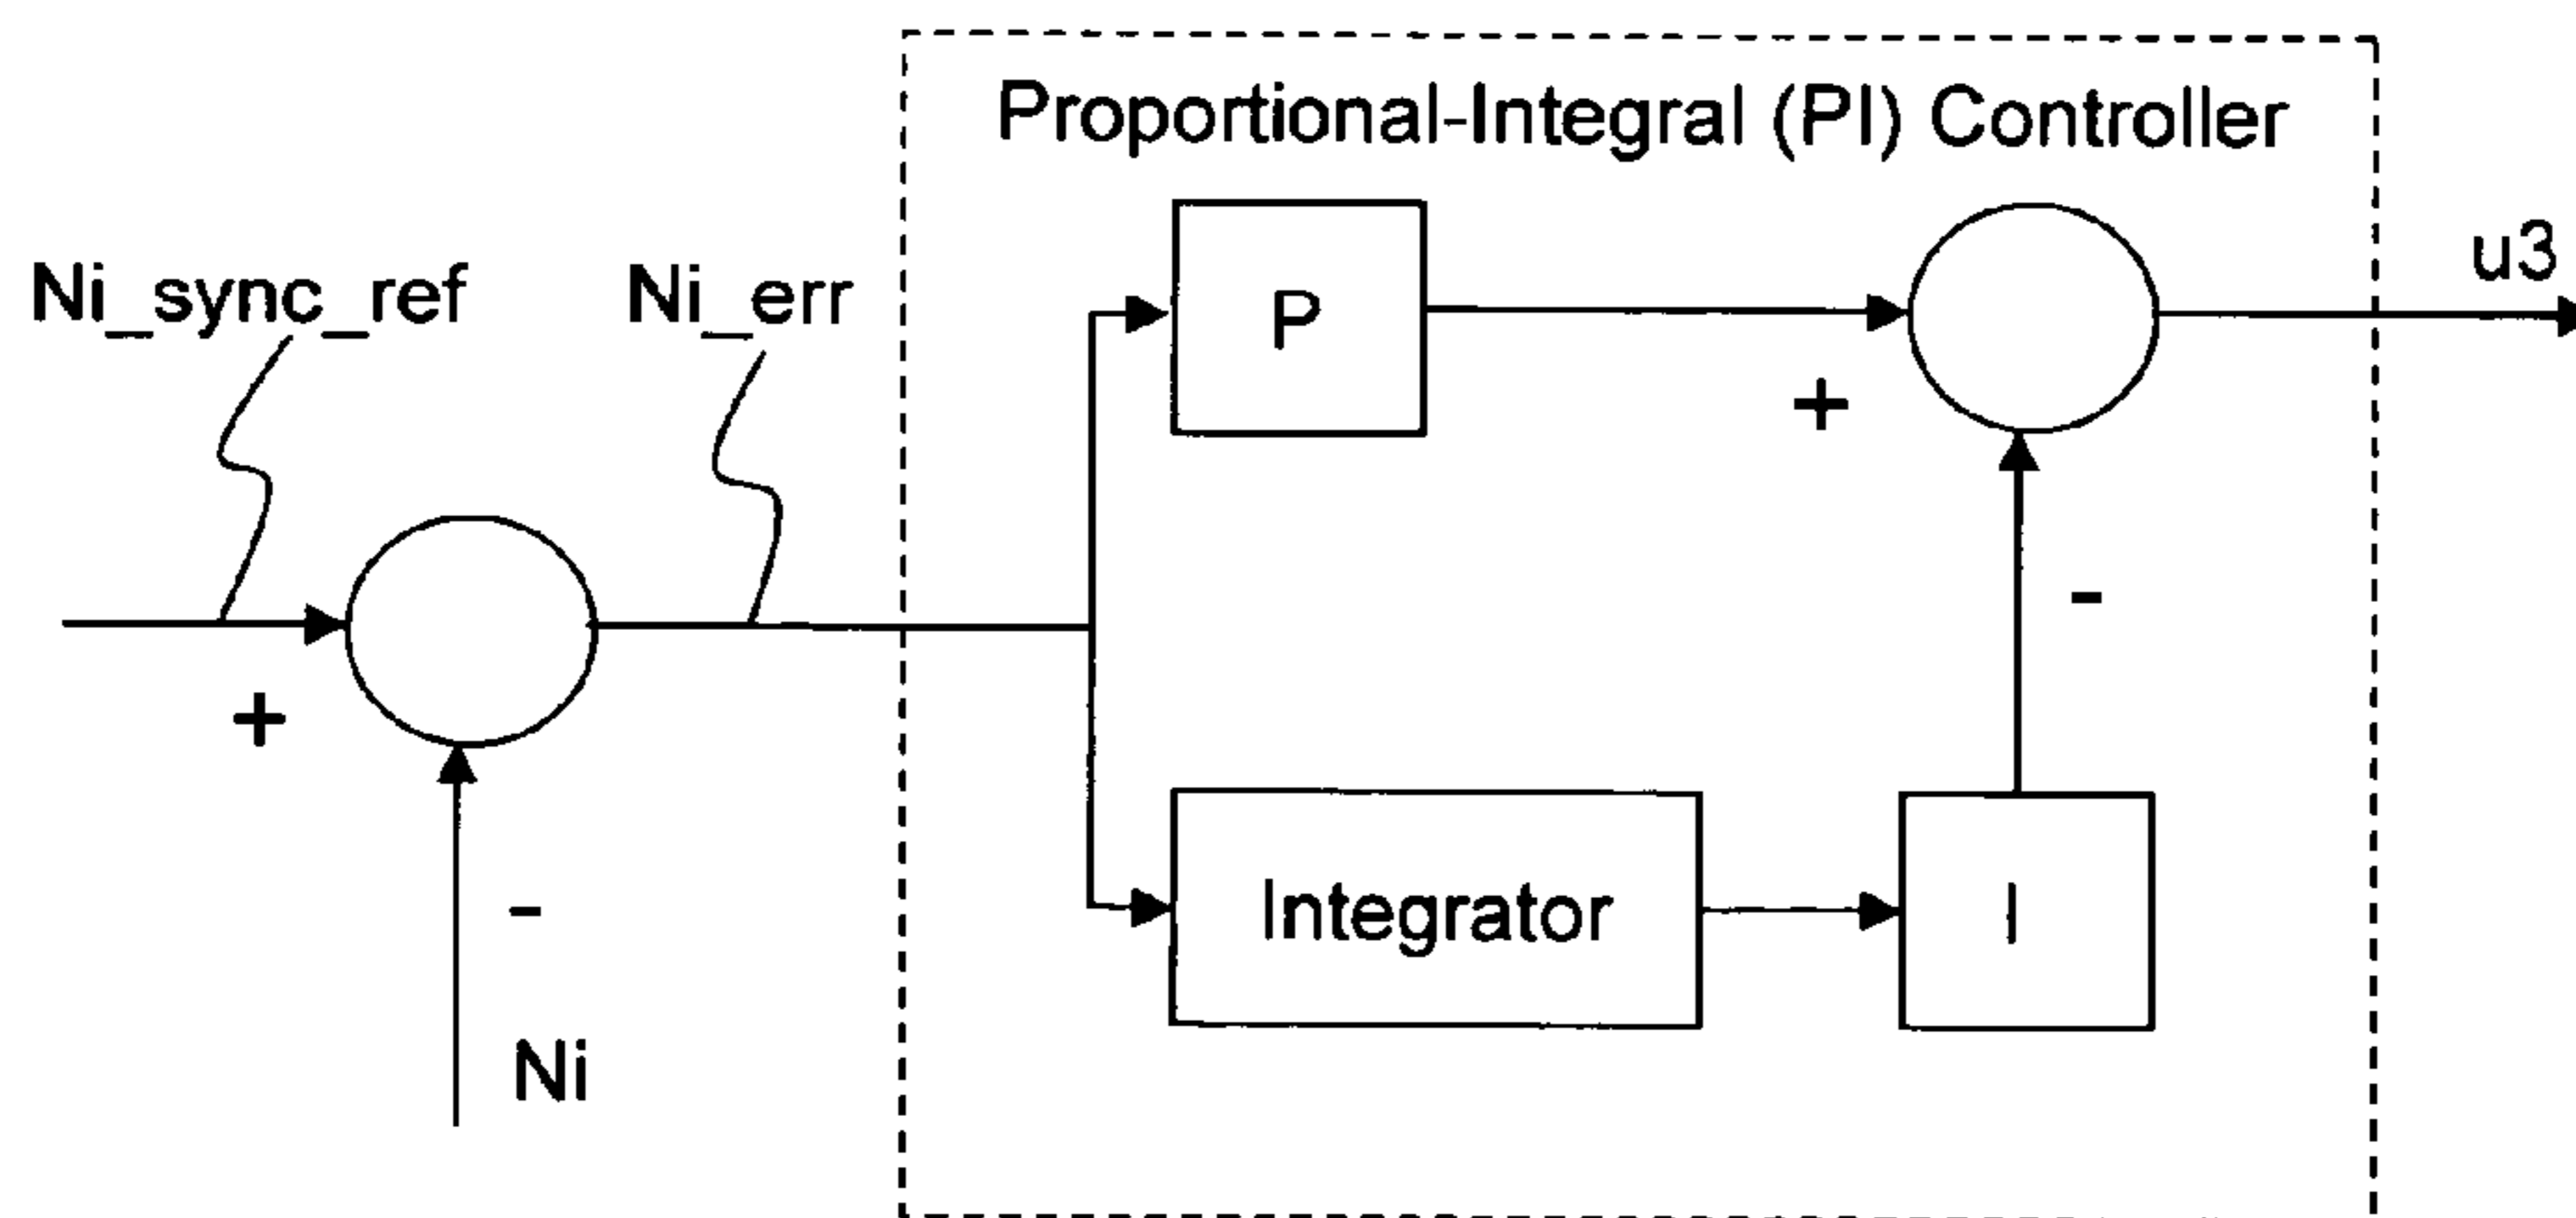 Proportional-Integral (PI) Controller
Ni_sync_ref
Ni_err
P
u3
+
+
-
-
Integrator
I
Ni